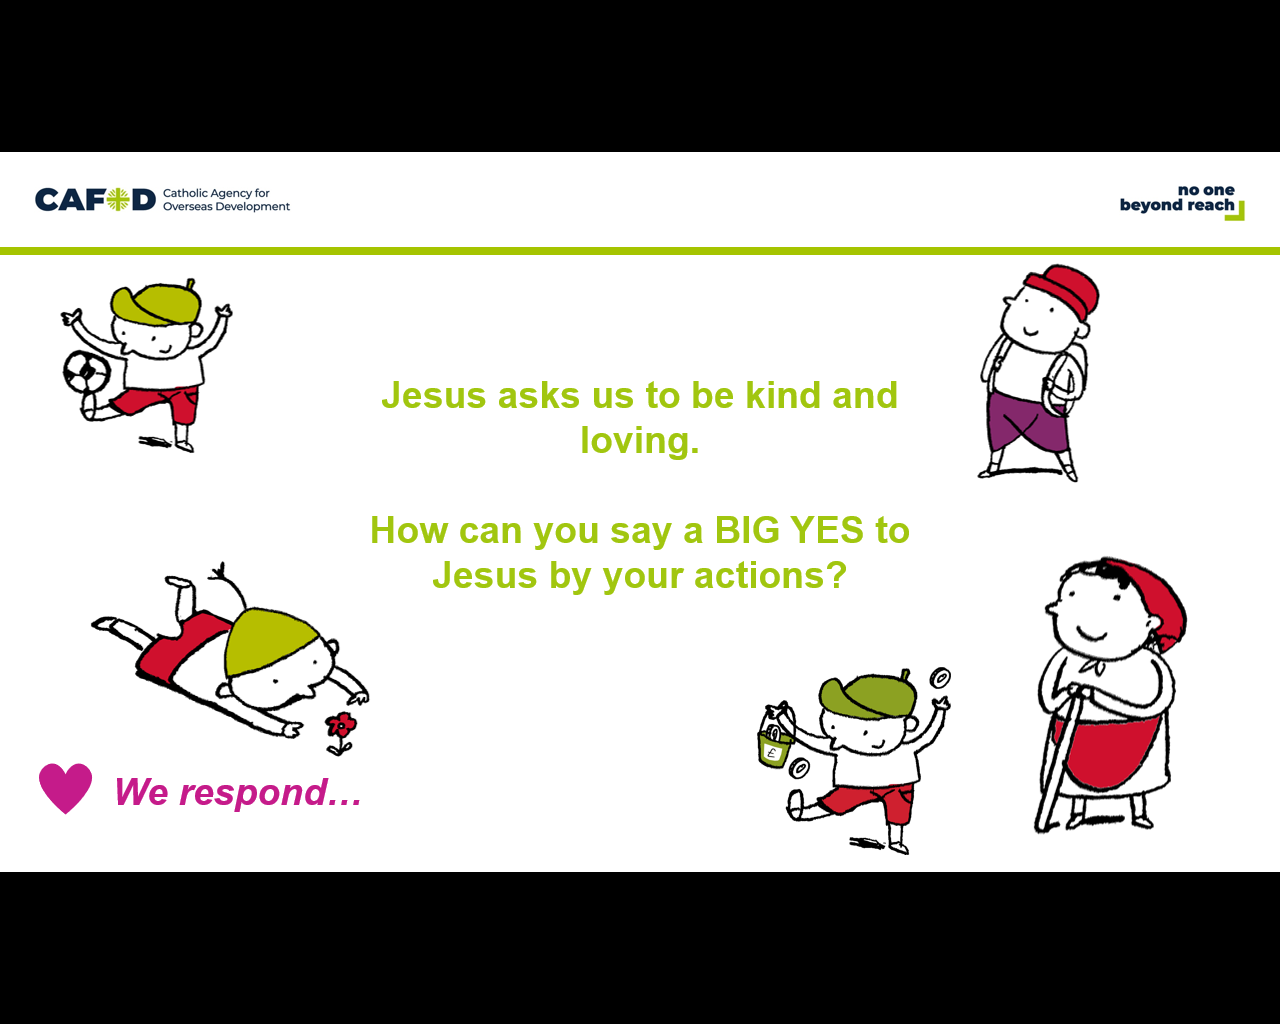 CAFOD Catholic Agency for
Overseas Development
no one
beyond reach
Jesus asks us to be kind and
loving.
How can you say a BIG YES to
Jesus by your actions?
£
We respond…